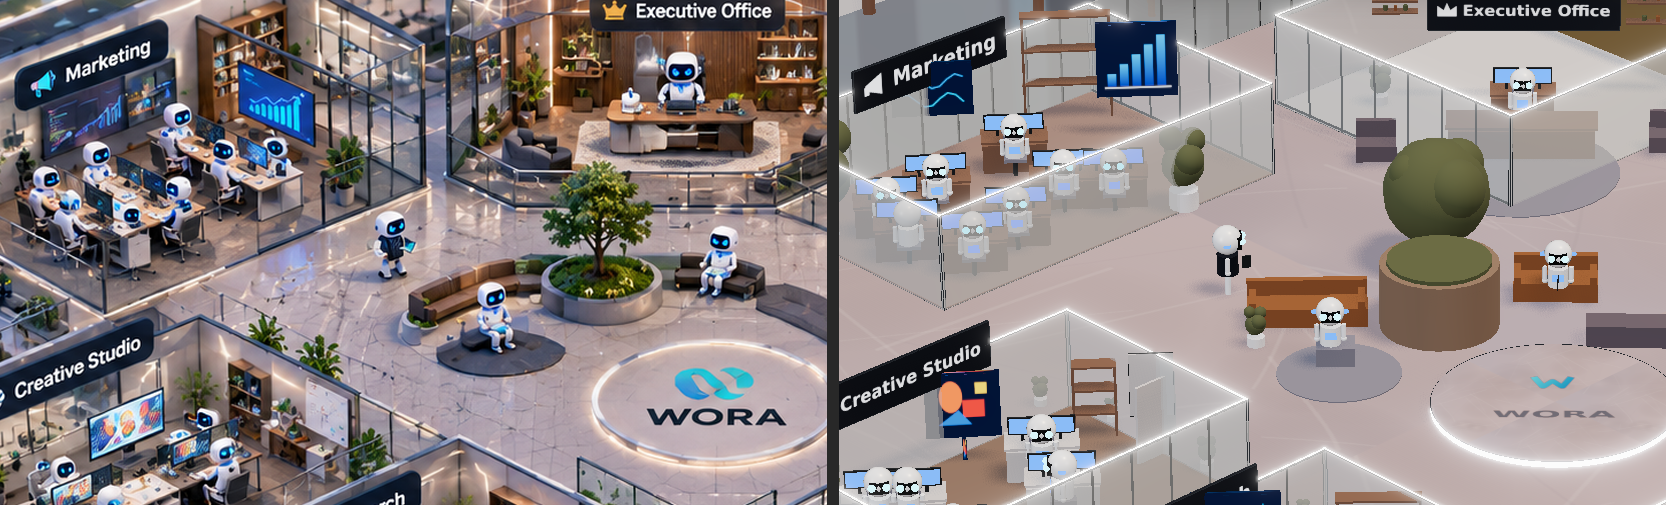 Marketing
Executive Office
Creative Studio
WORA
Marketing
Executive Office
Creative Studio
WORA